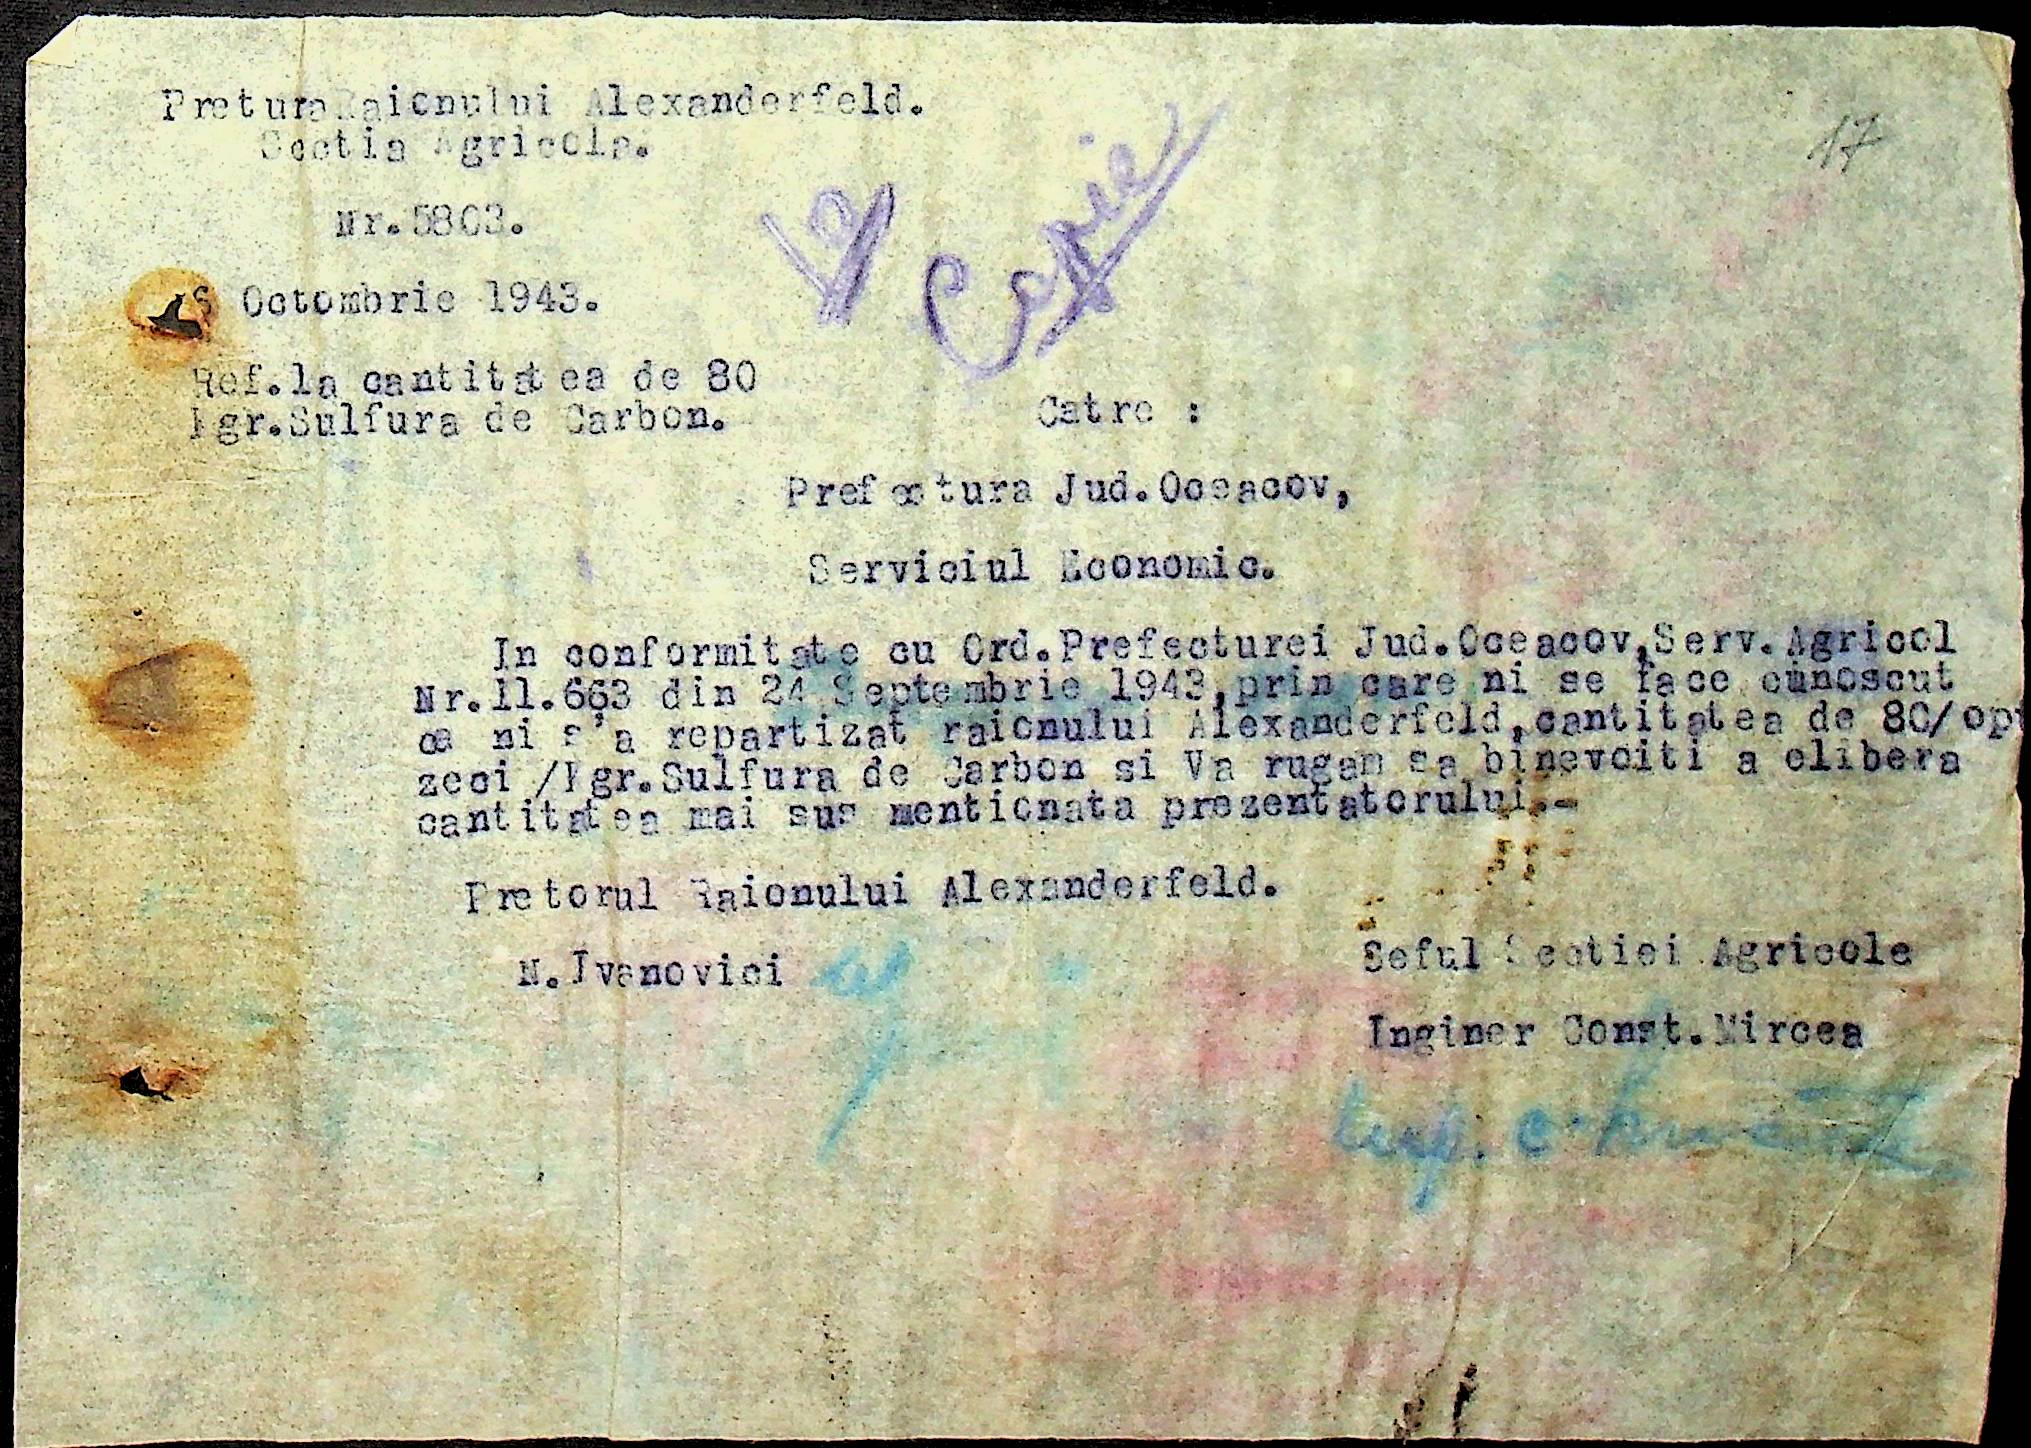 Pretura Raionului Alexanderfeld.
Sectia Agricola.
17
Nr.5803.
Copie
6 Octombrie 1943.
Ref.la cantitatea de 80
Kgr.Sulfura de Carbon.
Catre :
Prefectura Jud.Oceacov,
Serviciul Economic.
In conformitate cu Ord.Prefecturei Jud.Oceacov,Serv.Agricol
Nr.11.663 din 24 Septembrie 1943,prin care ni se face cunoscut
ca ni s'a repartizat raionului Alexanderfeld,cantitatea de 80/opt
zeci /Kgr.Sulfura de Carbon si Va rugam sa binevoiti a elibera
cantitatea mai sus mentionata prezentatorului.-
Pretorul Raionului Alexanderfeld.
N.Ivanovici
Seful Sectiei Agricole
Inginer Const.Mircea